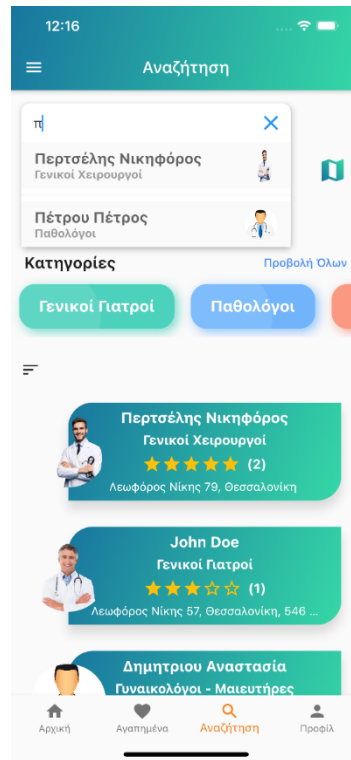 12:16
Αναζήτηση
π
Περτσέλης Νικηφόρος
Γενικοί Χειρουργοί
Πέτρου Πέτρος
Παθολόγοι
Κατηγορίες
Προβολή Όλων
Γενικοί Γιατροί
Παθολόγοι
Περτσέλης Νικηφόρος
Γενικοί Χειρουργοί
(2)
Λεωφόρος Νίκης 79, Θεσσαλονίκη
John Doe
Γενικοί Γιατροί
(1)
Λεωφόρος Νίκης 57, Θεσσαλονίκη, 546 ...
Δημητριου Αναστασία
Γυναικολόγοι - Μαιευτήρες
Αρχική
Αγαπημένα
Αναζήτηση
Προφίλ